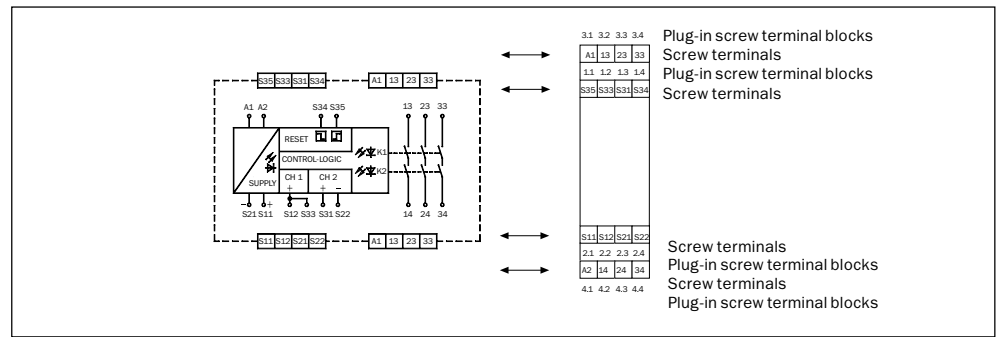 3.1 3.2 3.3 3.4 Plug-in screw terminal blocks
A1 13 23 33 Screw terminals
1.1 1.2 1.3 1.4 Plug-in screw terminal blocks
S35 S33 S31 S34 Screw terminals
S35 S33 S31 S34 A1 13 23 33
A1 A2 S34 S35 13 23 33
RESET
K1
CONTROL-LOGIC
K2
SUPPLY CH 1 CH 2
+ + –
– +
S21 S11 S12 S33 S31 S22 14 24 34
S11 S12 S21 S22 A1 13 23 33
S11 S12 S21 S22 Screw terminals
2.1 2.2 2.3 2.4 Plug-in screw terminal blocks
A2 14 24 34 Screw terminals
4.1 4.2 4.3 4.4 Plug-in screw terminal blocks